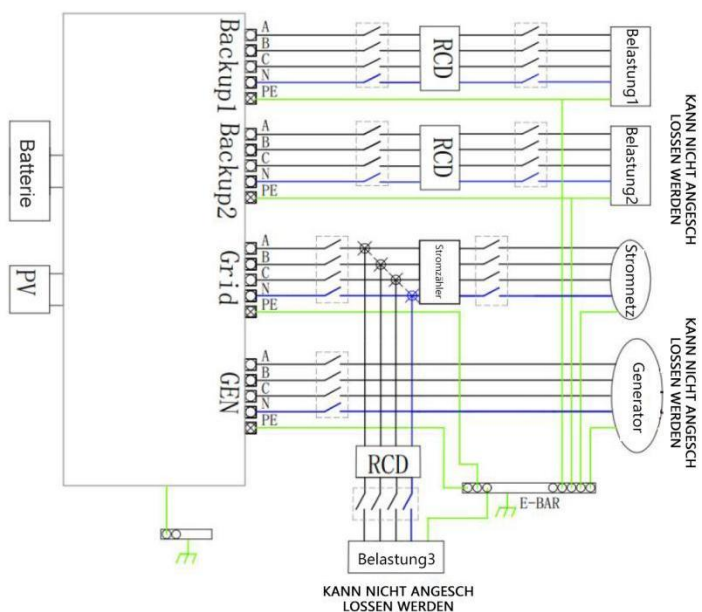 Backup1
A
B
C
N
PE
RCD
Belastung1
Backup2
A
B
C
N
PE
RCD
Belastung2
KANN NICHT ANGESCH
LOSSEN WERDEN
Batterie
PV
Grid
A
B
C
N
PE
Stromzähler
Stromnetz
GEN
A
B
C
N
PE
Generator
KANN NICHT ANGESCH
LOSSEN WERDEN
RCD
E-BAR
Belastung3
KANN NICHT ANGESCH
LOSSEN WERDEN